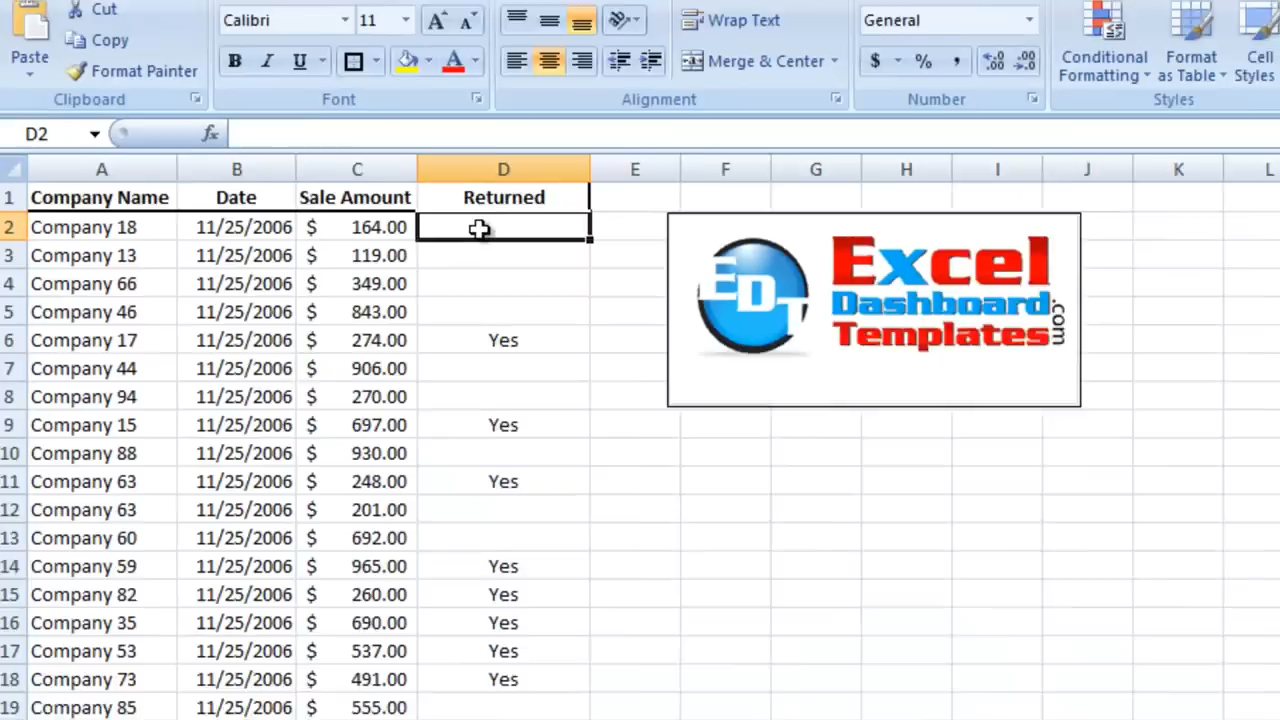 Cut
Copy
Format Painter
Paste
Clipboard
Calibri 11 A A
B I U A
Font
Wrap Text
Merge & Center
Alignment
General
$ % , .0 .00 .00 .0
Number
Conditional Formatting
Format as Table
Cell Styles
Styles
D2 fx
A B C D E F G H I J K L
1 Company Name Date Sale Amount Returned
2 Company 18 11/25/2006 $ 164.00
3 Company 13 11/25/2006 $ 119.00
4 Company 66 11/25/2006 $ 349.00
5 Company 46 11/25/2006 $ 843.00
6 Company 17 11/25/2006 $ 274.00 Yes
7 Company 44 11/25/2006 $ 906.00
8 Company 94 11/25/2006 $ 270.00
9 Company 15 11/25/2006 $ 697.00 Yes
10 Company 88 11/25/2006 $ 930.00
11 Company 63 11/25/2006 $ 248.00 Yes
12 Company 63 11/25/2006 $ 201.00
13 Company 60 11/25/2006 $ 692.00
14 Company 59 11/25/2006 $ 965.00 Yes
15 Company 82 11/25/2006 $ 260.00 Yes
16 Company 35 11/25/2006 $ 690.00 Yes
17 Company 53 11/25/2006 $ 537.00 Yes
18 Company 73 11/25/2006 $ 491.00 Yes
19 Company 85 11/25/2006 $ 555.00
EDT
Excel
Dashboard
Templates
.com